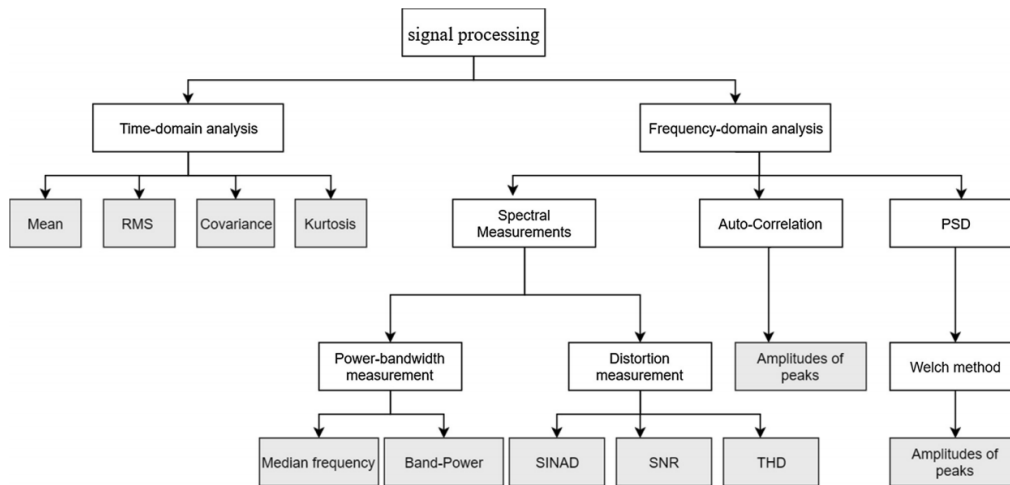 signal processing
Time-domain analysis
Frequency-domain analysis
Mean
RMS
Covariance
Kurtosis
Spectral
Measurements
Auto-Correlation
PSD
Power-bandwidth
measurement
Distortion
measurement
Amplitudes of
peaks
Welch method
Median frequency
Band-Power
SINAD
SNR
THD
Amplitudes of
peaks